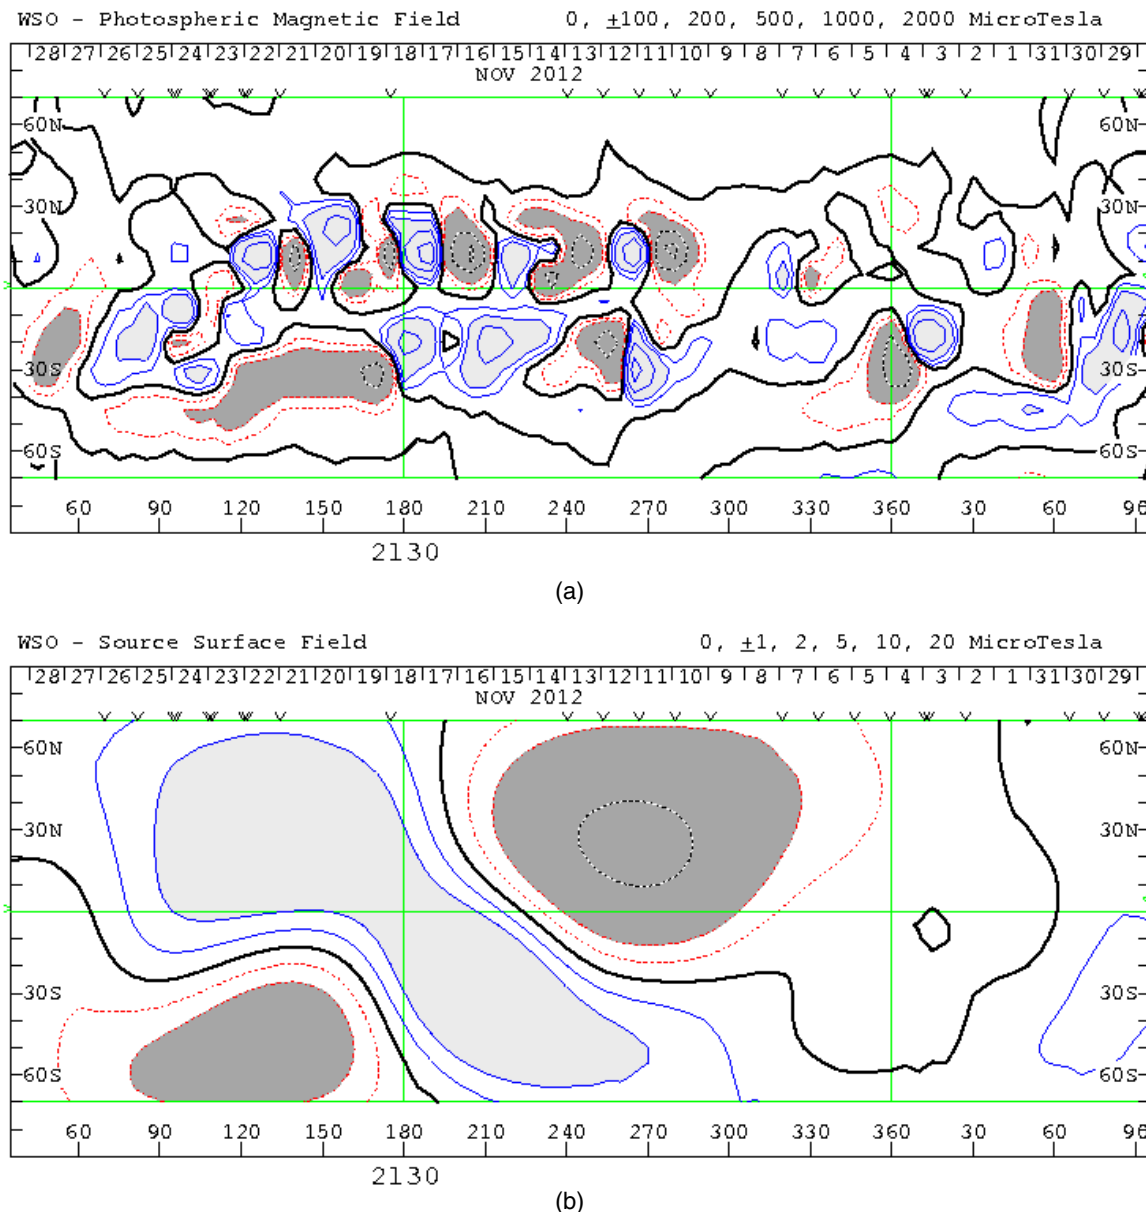 WSO - Photospheric Magnetic Field 0, ±100, 200, 500, 1000, 2000 MicroTesla
28 27 26 25 24 23 22 21 20 19 18 17 16 15 14 13 12 11 10 9 8 7 6 5 4 3 2 1 31 30 29
NOV 2012
60N 60N
30N 30N
30S 30S
60S 60S
60 90 120 150 180 210 240 270 300 330 360 30 60 96
2130
(a)
WSO - Source Surface Field 0, ±1, 2, 5, 10, 20 MicroTesla
28 27 26 25 24 23 22 21 20 19 18 17 16 15 14 13 12 11 10 9 8 7 6 5 4 3 2 1 31 30 29
NOV 2012
60N 60N
30N 30N
30S 30S
60S 60S
60 90 120 150 180 210 240 270 300 330 360 30 60 96
2130
(b)